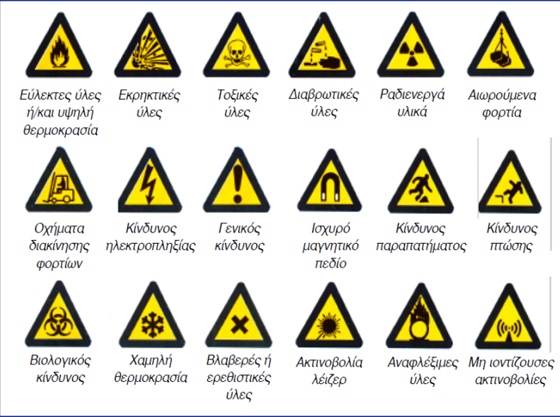 Εύλεκτες ύλες
ή/και υψηλή
θερμοκρασία
Εκρηκτικές
ύλες
Τοξικές
ύλες
Διαβρωτικές
ύλες
Ραδιενεργά
υλικά
Αιωρούμενα
φορτία
Οχήματα
διακίνησης
φορτίων
Κίνδυνος
ηλεκτροπληξίας
Γενικός
κίνδυνος
Ισχυρό
μαγνητικό
πεδίο
Κίνδυνος
παραπατήματος
Κίνδυνος
πτώσης
Βιολογικός
κίνδυνος
Χαμηλή
θερμοκρασία
Βλαβερές ή
ερεθιστικές
ύλες
Ακτινοβολία
λέιζερ
Αναφλέξιμες
ύλες
Μη ιοντίζουσες
ακτινοβολίες